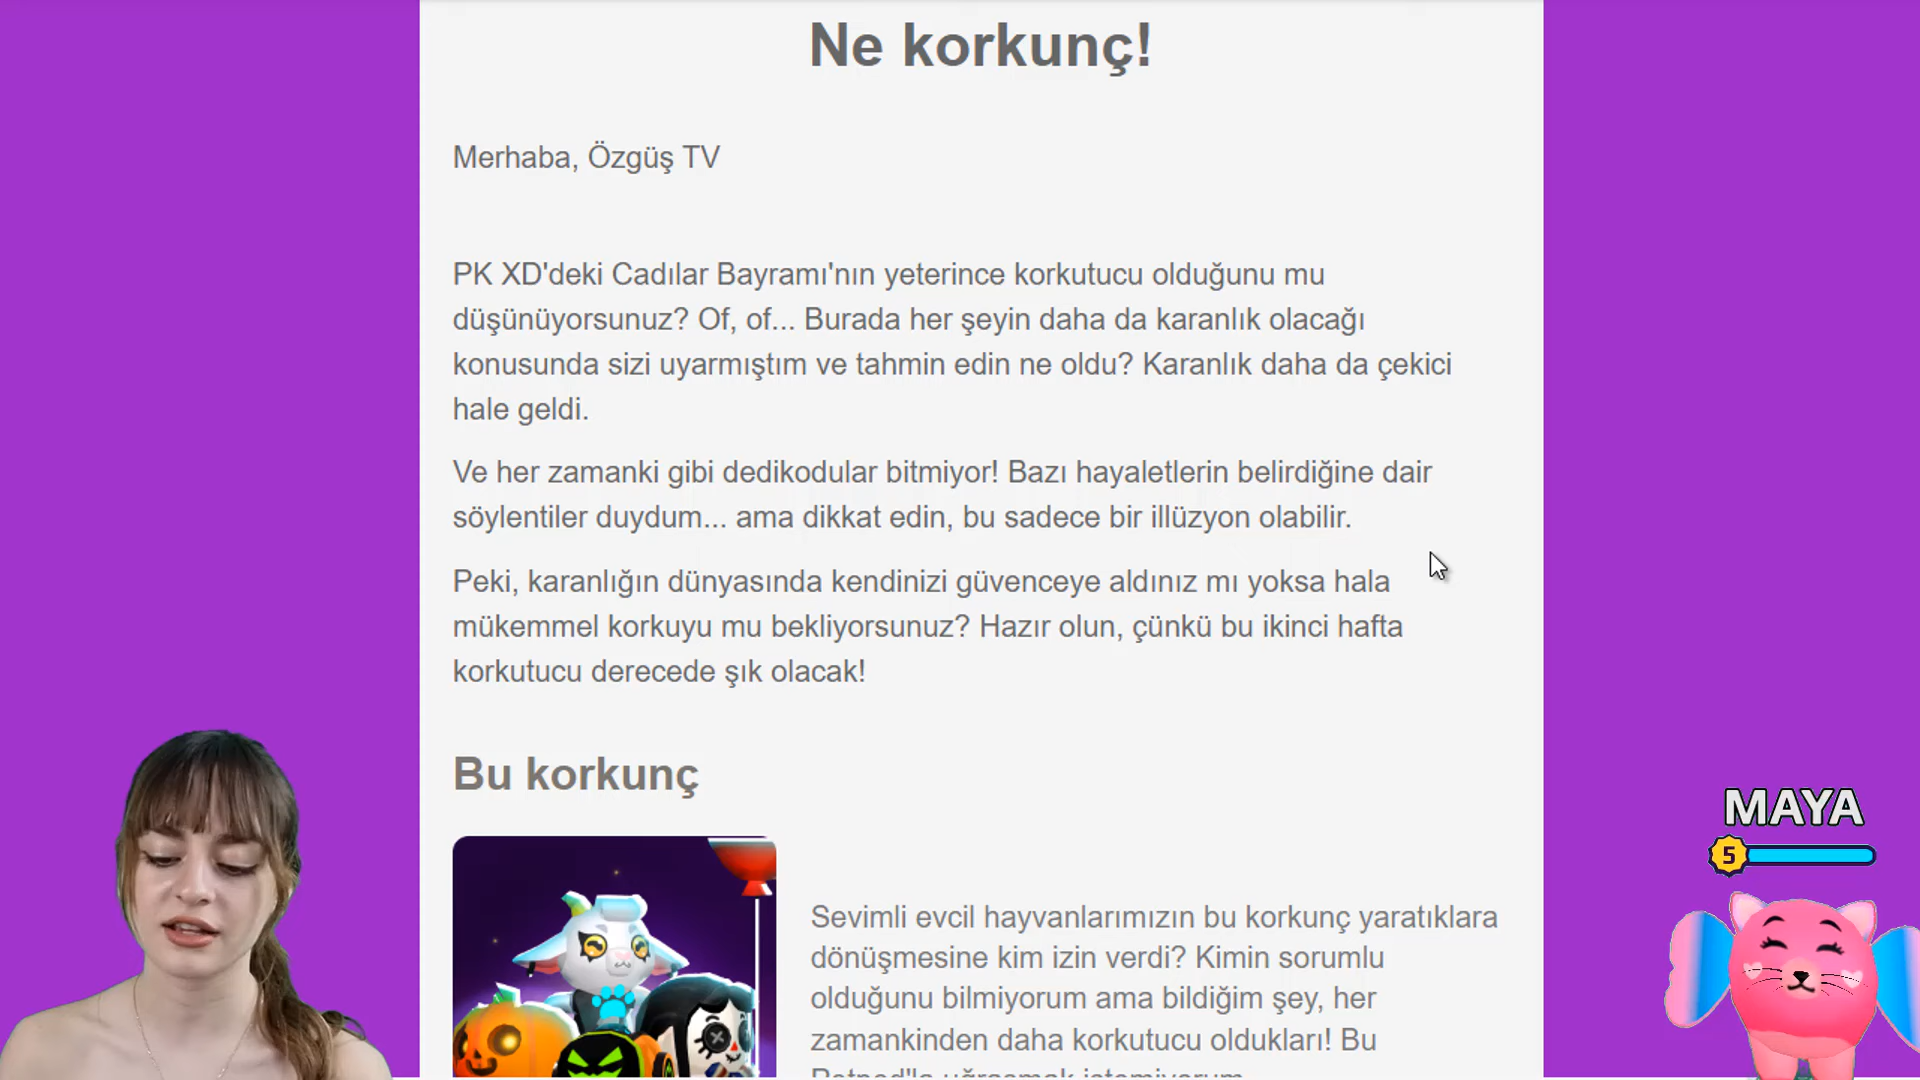 Ne korkunç!
Merhaba, Özgüş TV
PK XD'deki Cadılar Bayramı'nın yeterince korkutucu olduğunu mu
düşünüyorsunuz? Of, of... Burada her şeyin daha da karanlık olacağı
konusunda sizi uyarmıştım ve tahmin edin ne oldu? Karanlık daha da çekici
hale geldi.
Ve her zamanki gibi dedikodular bitmiyor! Bazı hayaletlerin belirdiğine dair
söylentiler duydum... ama dikkat edin, bu sadece bir illüzyon olabilir.
Peki, karanlığın dünyasında kendinizi güvenceye aldınız mı yoksa hala
mükemmel korkuyu mu bekliyorsunuz? Hazır olun, çünkü bu ikinci hafta
korkutucu derecede şık olacak!
Bu korkunç
Sevimli evcil hayvanlarımızın bu korkunç yaratıklara
dönüşmesine kim izin verdi? Kimin sorumlu
olduğunu bilmiyorum ama bildiğim şey, her
zamankinden daha korkutucu oldukları! Bu
MAYA
5